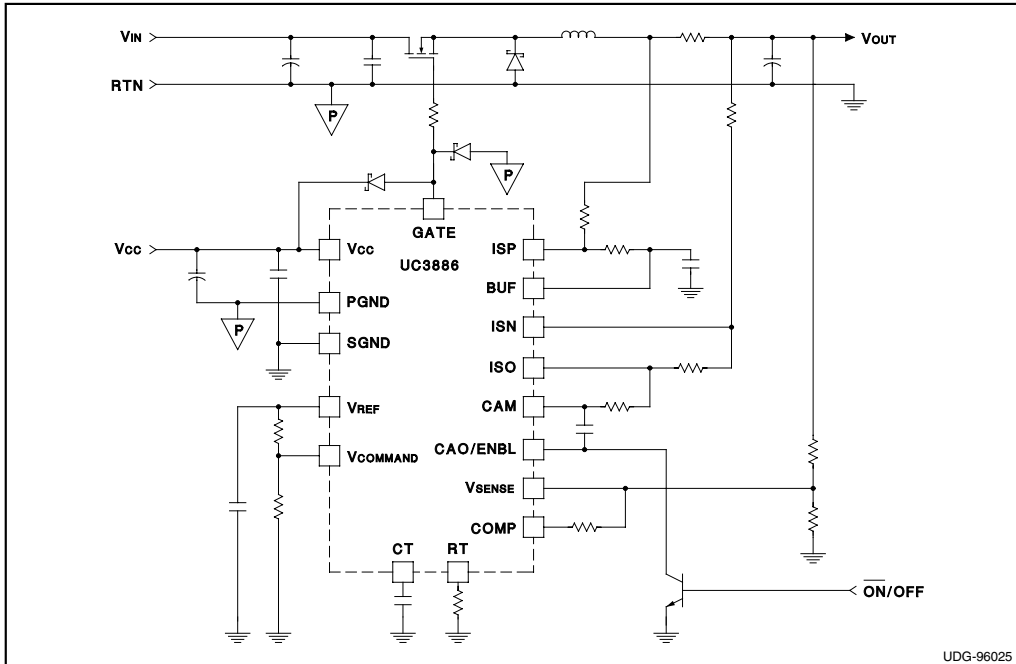 VIN
VOUT
RTN
P
P
GATE
VCC
VCC
UC3886
ISP
BUF
PGND
P
ISN
SGND
ISO
VREF
CAM
VCOMMAND
CAO/ENBL
VSENSE
COMP
CT
RT
ON/OFF
UDG-96025